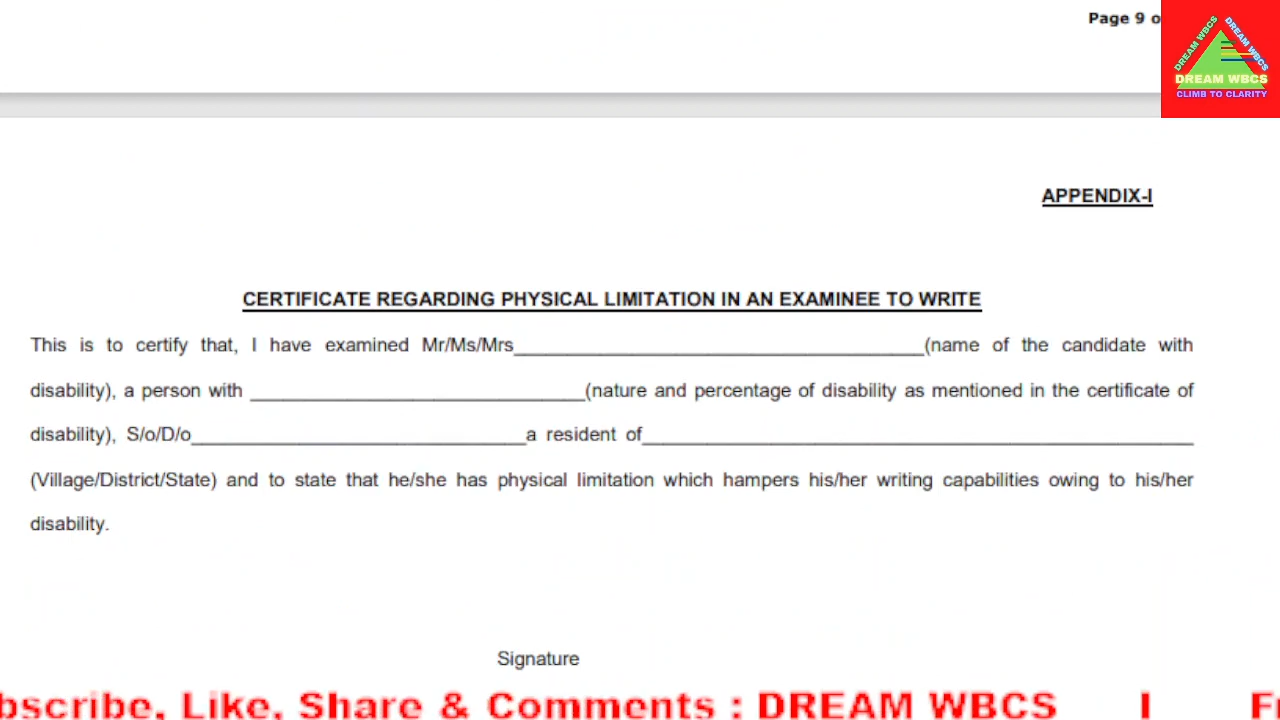 Page 9 o
DREAM WBCS
DREAM WBCS
DREAM WBCS
CLIMB TO CLARITY
APPENDIX-I
CERTIFICATE REGARDING PHYSICAL LIMITATION IN AN EXAMINEE TO WRITE
This is to certify that, I have examined Mr/Ms/Mrs______________________________________(name of the candidate with
disability), a person with _______________________________(nature and percentage of disability as mentioned in the certificate of
disability), S/o/D/o_______________________________a resident of___________________________________________________
(Village/District/State) and to state that he/she has physical limitation which hampers his/her writing capabilities owing to his/her
disability.
Signature
bscribe, Like, Share & Comments : DREAM WBCS I